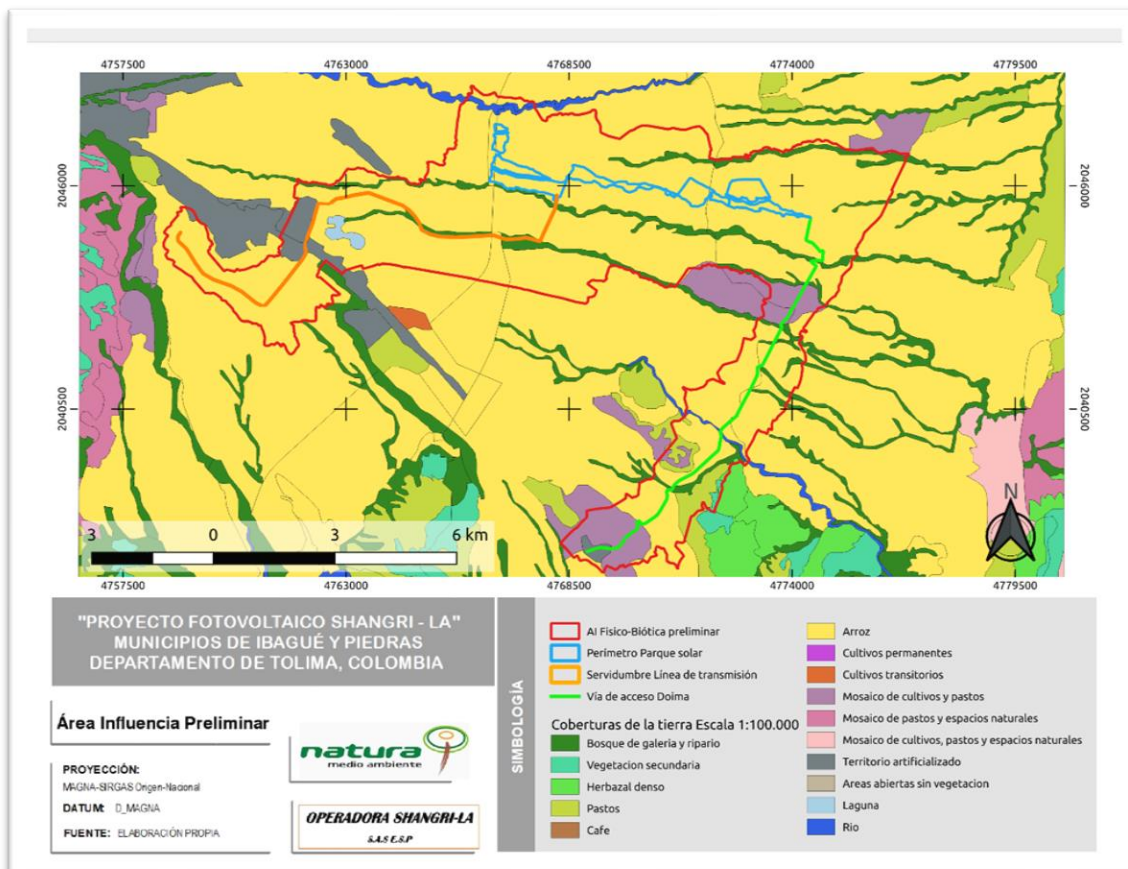 4757500 4763000 4768500 4774000 4779500
2046000 2046000
2040500 2040500
N
3 0 3 6 km
4757500 4763000 4768500 4774000 4779500
"PROYECTO FOTOVOLTAICO SHANGRI - LA"
MUNICIPIOS DE IBAGUÉ Y PIEDRAS
DEPARTAMENTO DE TOLIMA, COLOMBIA
Área Influencia Preliminar
PROYECCIÓN:
MAGNA-SIRGAS Origen-Nacional
DATUM: D_MAGNA
FUENTE: ELABORACIÓN PROPIA
natura
medio ambiente
OPERADORA SHANGRI-LA
S.A.S E.S.P
SIMBOLOGÍA
AI Fisico-Biótica preliminar
Perímetro Parque solar
Servidumbre Línea de transmisión
Vía de acceso Doima
Coberturas de la tierra Escala 1:100.000
Bosque de galeria y ripario
Vegetacion secundaria
Herbazal denso
Pastos
Cafe
Arroz
Cultivos permanentes
Cultivos transitorios
Mosaico de cultivos y pastos
Mosaico de pastos y espacios naturales
Mosaico de cultivos, pastos y espacios naturales
Territorio artificializado
Areas abiertas sin vegetacion
Laguna
Rio